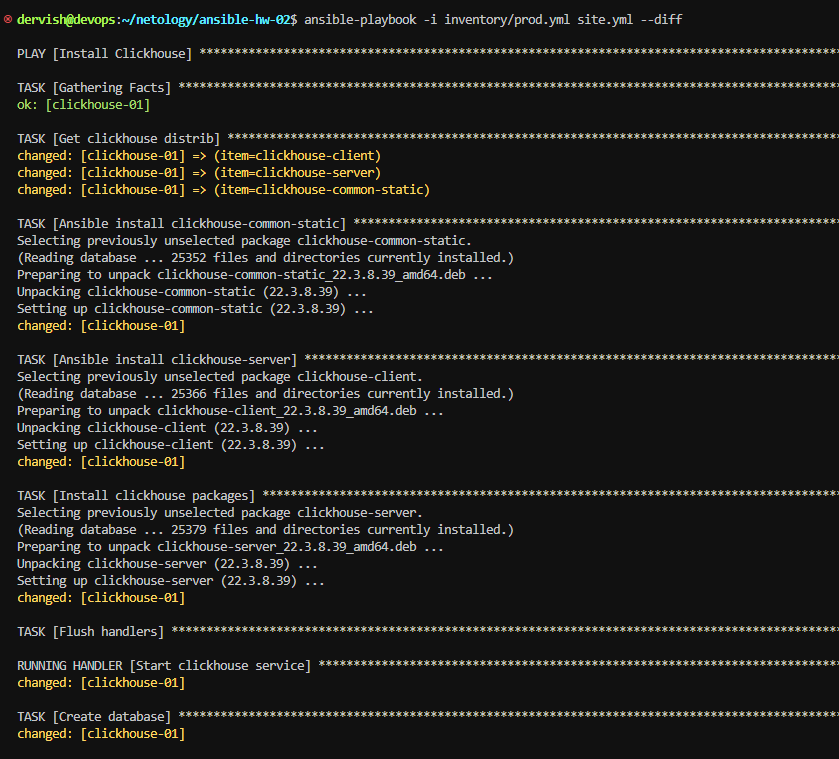 dervish@devops:~/netology/ansible-hw-02$ ansible-playbook -i inventory/prod.yml site.yml --diff
PLAY [Install Clickhouse] *******************************************************************************************
TASK [Gathering Facts] **********************************************************************************************
ok: [clickhouse-01]
TASK [Get clickhouse distrib] ***************************************************************************************
changed: [clickhouse-01] => (item=clickhouse-client)
changed: [clickhouse-01] => (item=clickhouse-server)
changed: [clickhouse-01] => (item=clickhouse-common-static)
TASK [Ansible install clickhouse-common-static] *********************************************************************
Selecting previously unselected package clickhouse-common-static.
(Reading database ... 25352 files and directories currently installed.)
Preparing to unpack clickhouse-common-static_22.3.8.39_amd64.deb ...
Unpacking clickhouse-common-static (22.3.8.39) ...
Setting up clickhouse-common-static (22.3.8.39) ...
changed: [clickhouse-01]
TASK [Ansible install clickhouse-server] ****************************************************************************
Selecting previously unselected package clickhouse-client.
(Reading database ... 25366 files and directories currently installed.)
Preparing to unpack clickhouse-client_22.3.8.39_amd64.deb ...
Unpacking clickhouse-client (22.3.8.39) ...
Setting up clickhouse-client (22.3.8.39) ...
changed: [clickhouse-01]
TASK [Install clickhouse packages] **********************************************************************************
Selecting previously unselected package clickhouse-server.
(Reading database ... 25379 files and directories currently installed.)
Preparing to unpack clickhouse-server_22.3.8.39_amd64.deb ...
Unpacking clickhouse-server (22.3.8.39) ...
Setting up clickhouse-server (22.3.8.39) ...
changed: [clickhouse-01]
TASK [Flush handlers] ***********************************************************************************************
RUNNING HANDLER [Start clickhouse service] **************************************************************************
changed: [clickhouse-01]
TASK [Create database] **********************************************************************************************
changed: [clickhouse-01]